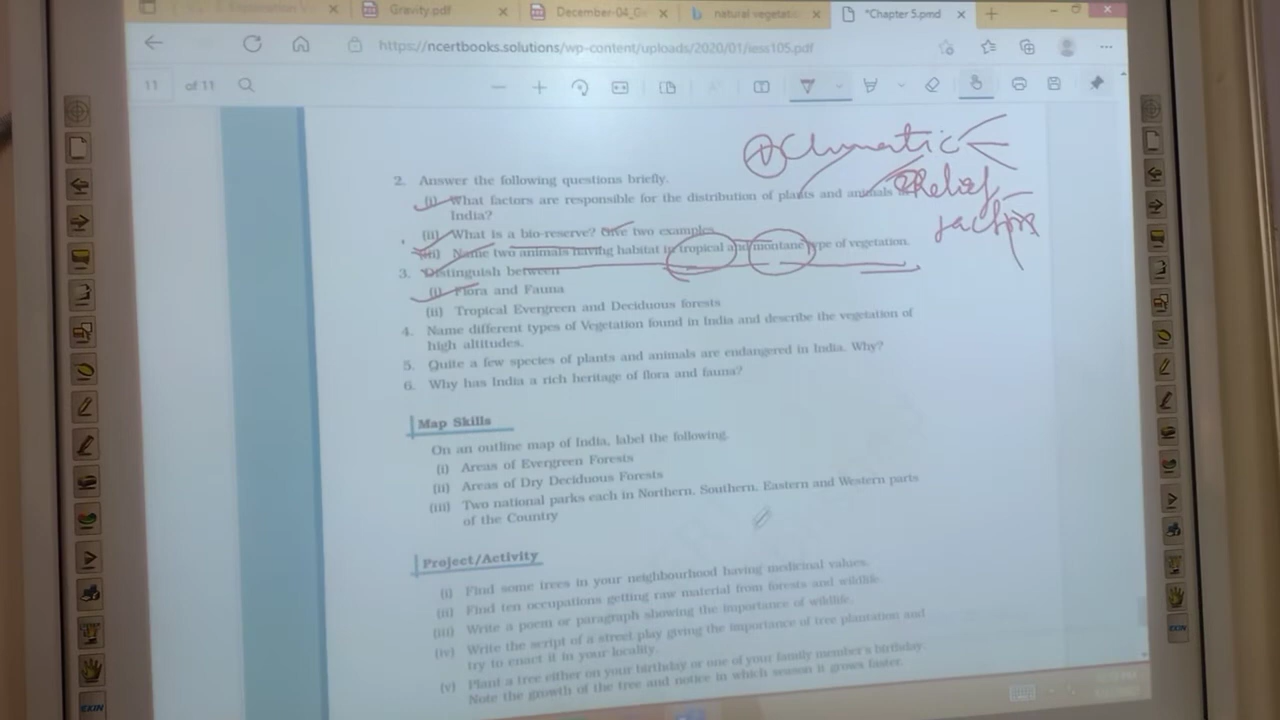 Gravity.pdf
December-04_
natural vegetati
*Chapter 5.pmd
https://ncertbooks.solutions/wp-content/uploads/2020/01/iess105.pdf
11 of 11
① Climatic
② Relief
factors
2. Answer the following questions briefly.
(i) What factors are responsible for the distribution of plants and animals
India?
(ii) What is a bio-reserve? Give two examples.
(iii) Name two animals having habitat in tropical and montane type of vegetation.
3. Distinguish between
(i) Flora and Fauna
(ii) Tropical Evergreen and Deciduous forests
4. Name different types of Vegetation found in India and describe the vegetation of
high altitudes.
5. Quite a few species of plants and animals are endangered in India. Why?
6. Why has India a rich heritage of flora and fauna?
Map Skills
On an outline map of India, label the following.
(i) Areas of Evergreen Forests
(ii) Areas of Dry Deciduous Forests
(iii) Two national parks each in Northern, Southern, Eastern and Western parts
of the Country
Project/Activity
(i) Find some trees in your neighbourhood having medicinal values.
(ii) Find ten occupations getting raw material from forests and wildlife.
(iii) Write a poem or paragraph showing the importance of wildlife.
(iv) Write the script of a street play giving the importance of tree plantation and
try to enact it in your locality.
(v) Plant a tree either on your birthday or one of your family member's birthday.
Note the growth of the tree and notice in which season it grows faster.
EXIN
EXIN